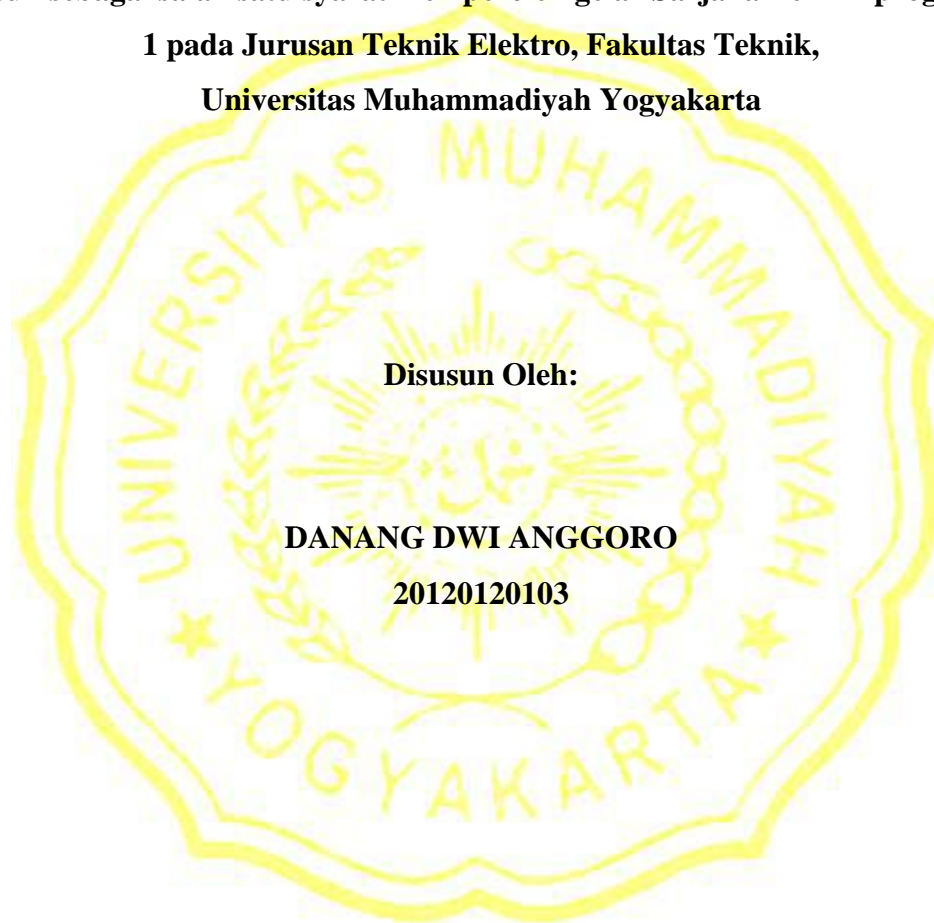 1 pada Jurusan Teknik Elektro, Fakultas Teknik,
Universitas Muhammadiyah Yogyakarta
UNIVERSITAS MUHAMMADIYAH
Disusun Oleh:
DANANG DWI ANGGORO
20120120103
★ YOGYAKARTA ★